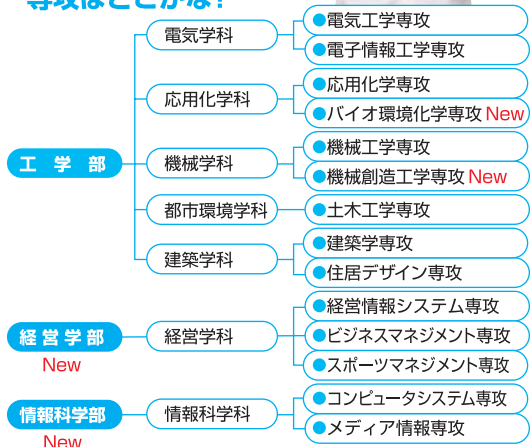 専攻はどこかな?
工学部
電気学科
●電気工学専攻
●電子情報工学専攻
応用化学科
●応用化学専攻
●バイオ環境化学専攻 New
機械学科
●機械工学専攻
●機械創造工学専攻 New
都市環境学科
●土木工学専攻
建築学科
●建築学専攻
●住居デザイン専攻
経営学部
New
経営学科
●経営情報システム専攻
●ビジネスマネジメント専攻
●スポーツマネジメント専攻
情報科学部
New
情報科学科
●コンピュータシステム専攻
●メディア情報専攻